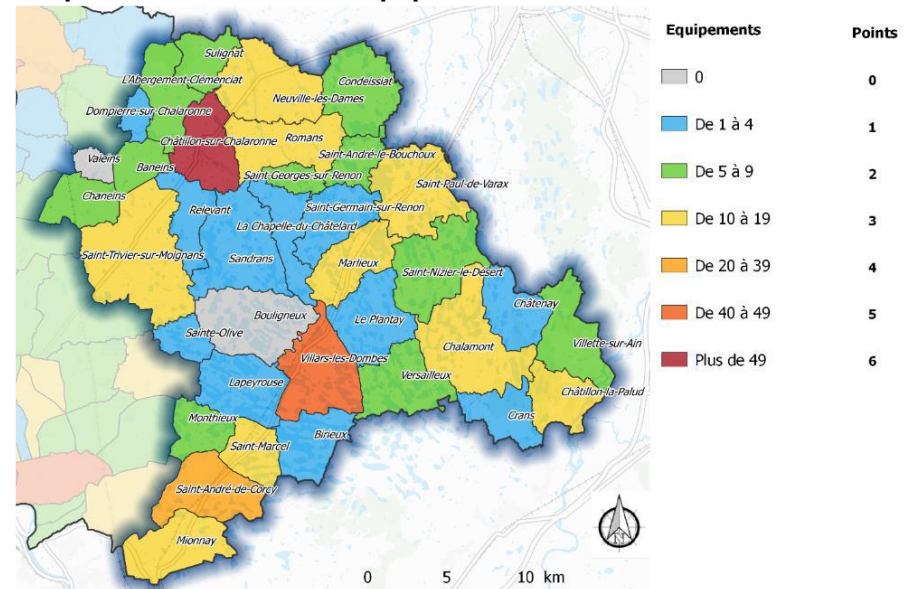 Equipements Points
0 0
De 1 à 4 1
De 5 à 9 2
De 10 à 19 3
De 20 à 39 4
De 40 à 49 5
Plus de 49 6
Sulignat
L'Abergement-Clémenciat
Condeissiat
Neuville-les-Dames
Dompierre-sur-Chalaronne
Châtillon-sur-Chalaronne
Romans
Saint-André-le-Bouchoux
Valeins
Baneins
Saint-Georges-sur-Renon
Saint-Paul-de-Varax
Chaneins
Relevant
Saint-Germain-sur-Renon
La Chapelle-du-Châtelard
Saint-Trivier-sur-Moignans
Sandrans
Marlieux
Saint-Nizier-le-Désert
Châtenay
Bouligneux
Le Plantay
Sainte-Olive
Villette-sur-Ain
Chalamont
Villars-les-Dombes
Lapeyrouse
Versailleux
Châtillon-la-Palud
Monthieux
Crans
Birieux
Saint-Marcel
Saint-André-de-Corcy
Mionnay
N
0 5 10 km